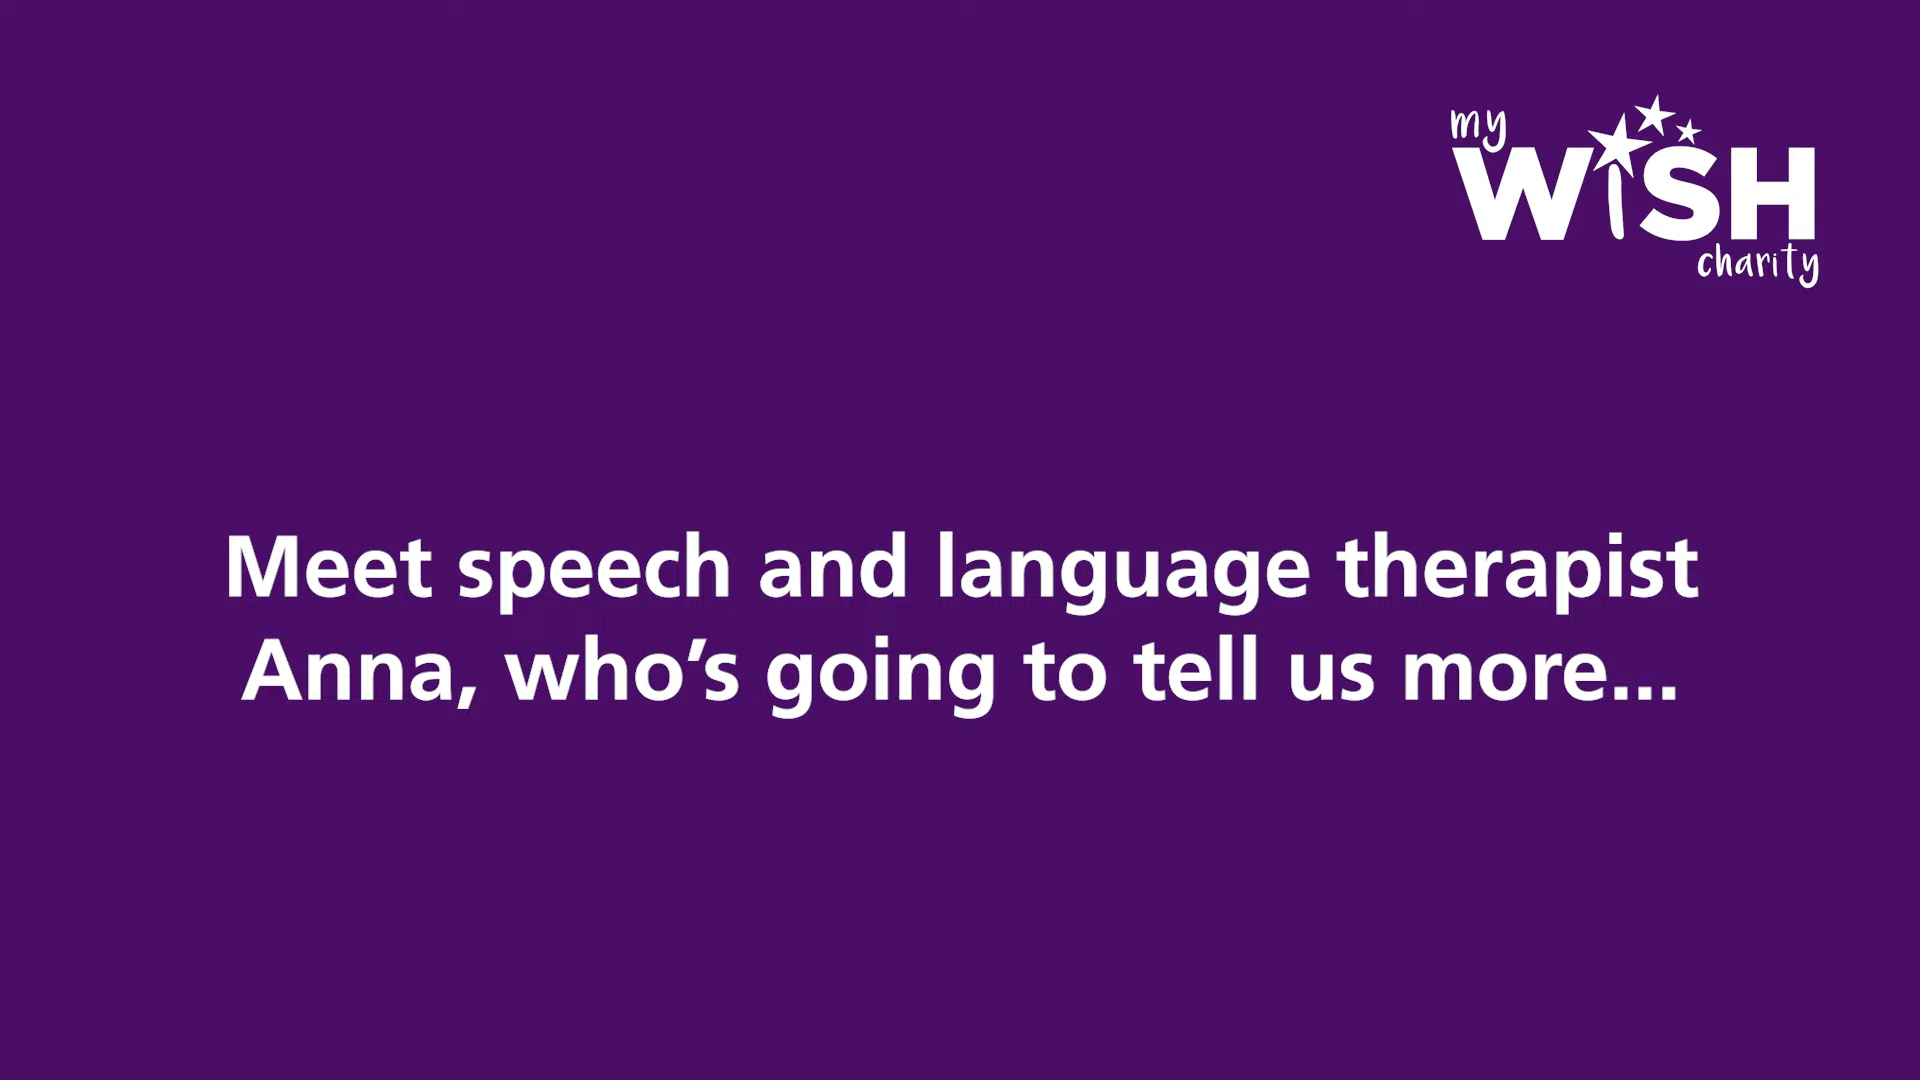 my
WiSH
charity
Meet speech and language therapist
Anna, who’s going to tell us more...